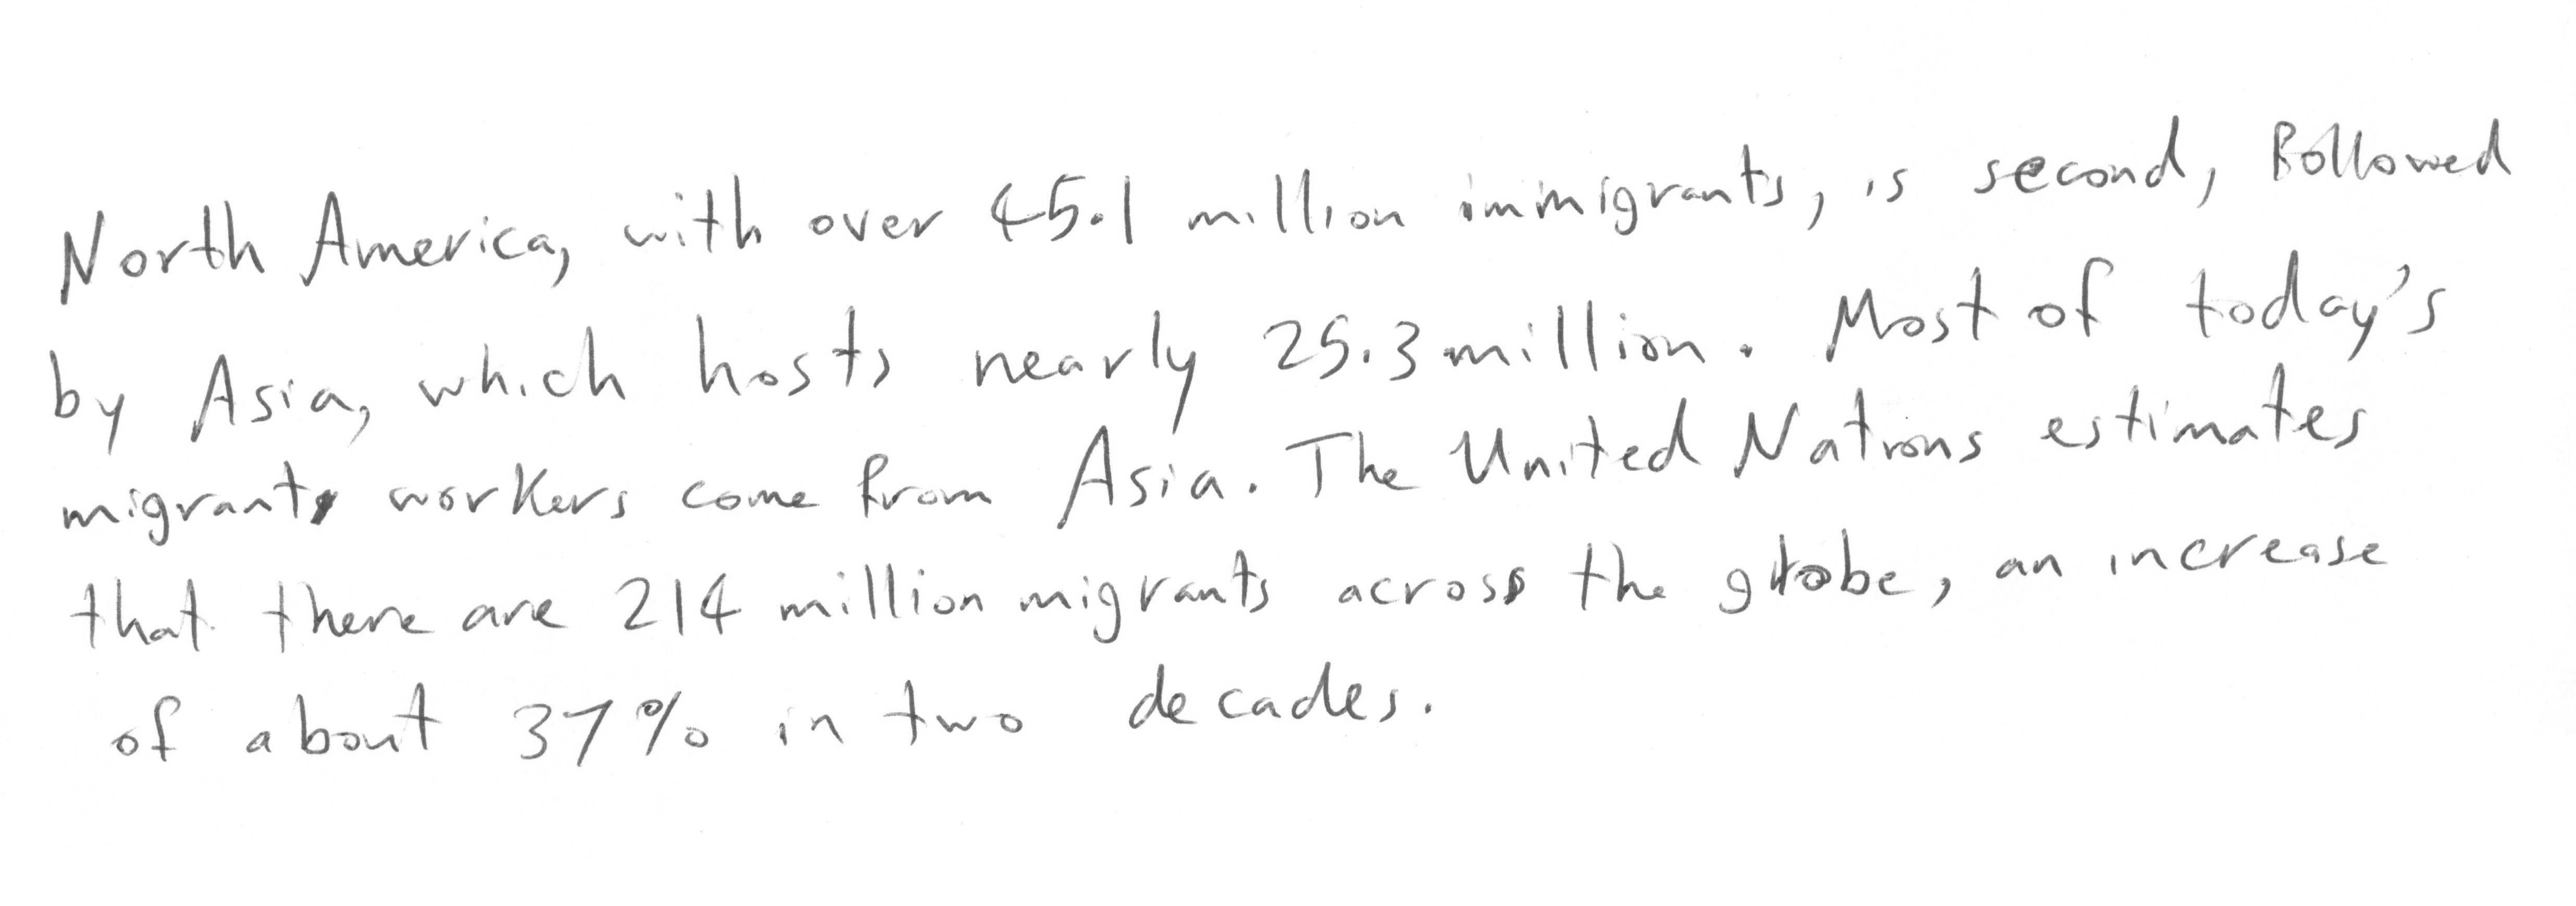 North America, with over 45.1 million immigrants, is second, followed
by Asia, which hosts nearly 25.3 million. Most of today's
migrant workers come from Asia. The United Nations estimates
that there are 214 million migrants across the globe, an increase
of about 37% in two decades.